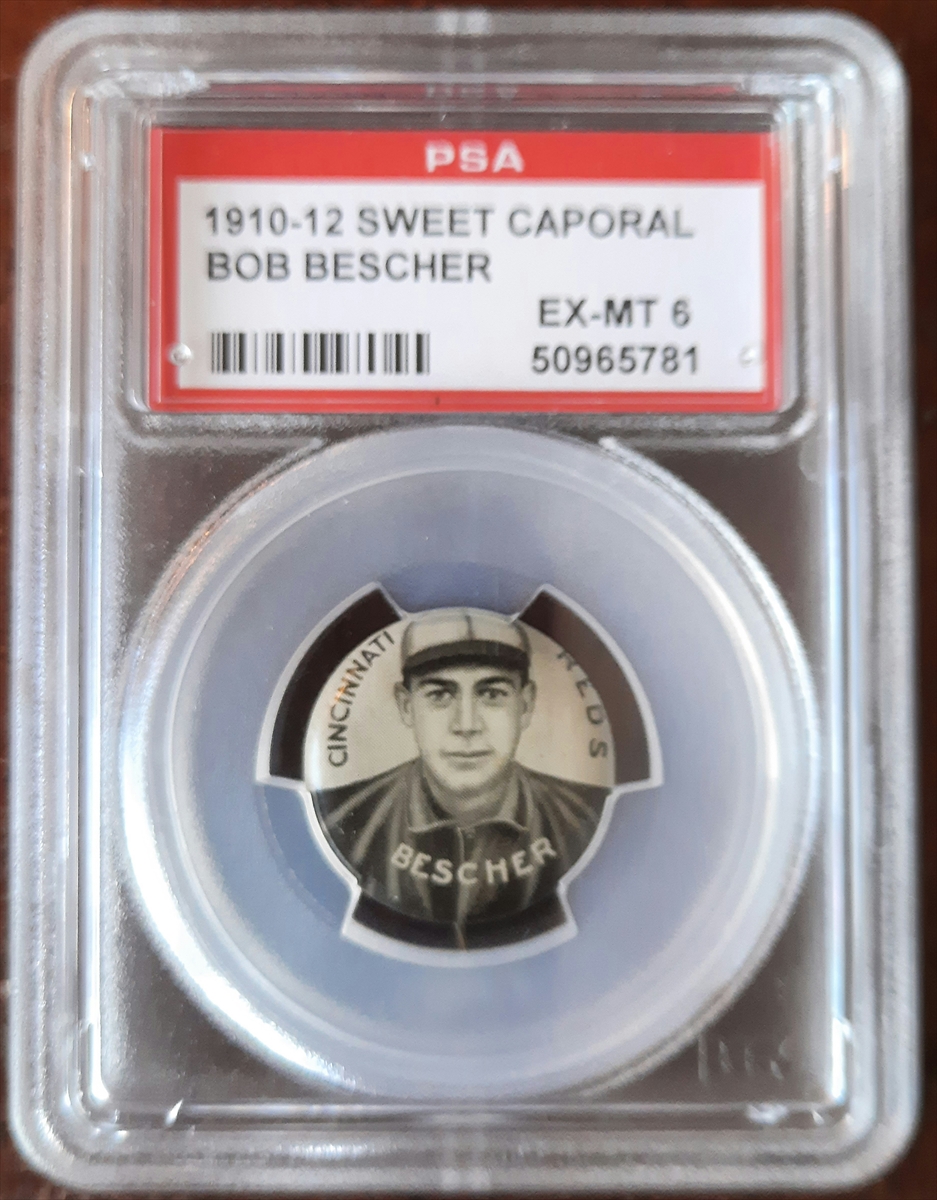 PSA
1910-12 SWEET CAPORAL
BOB BESCHER
EX-MT 6
50965781
CINCINNATI
REDS
BESCHER